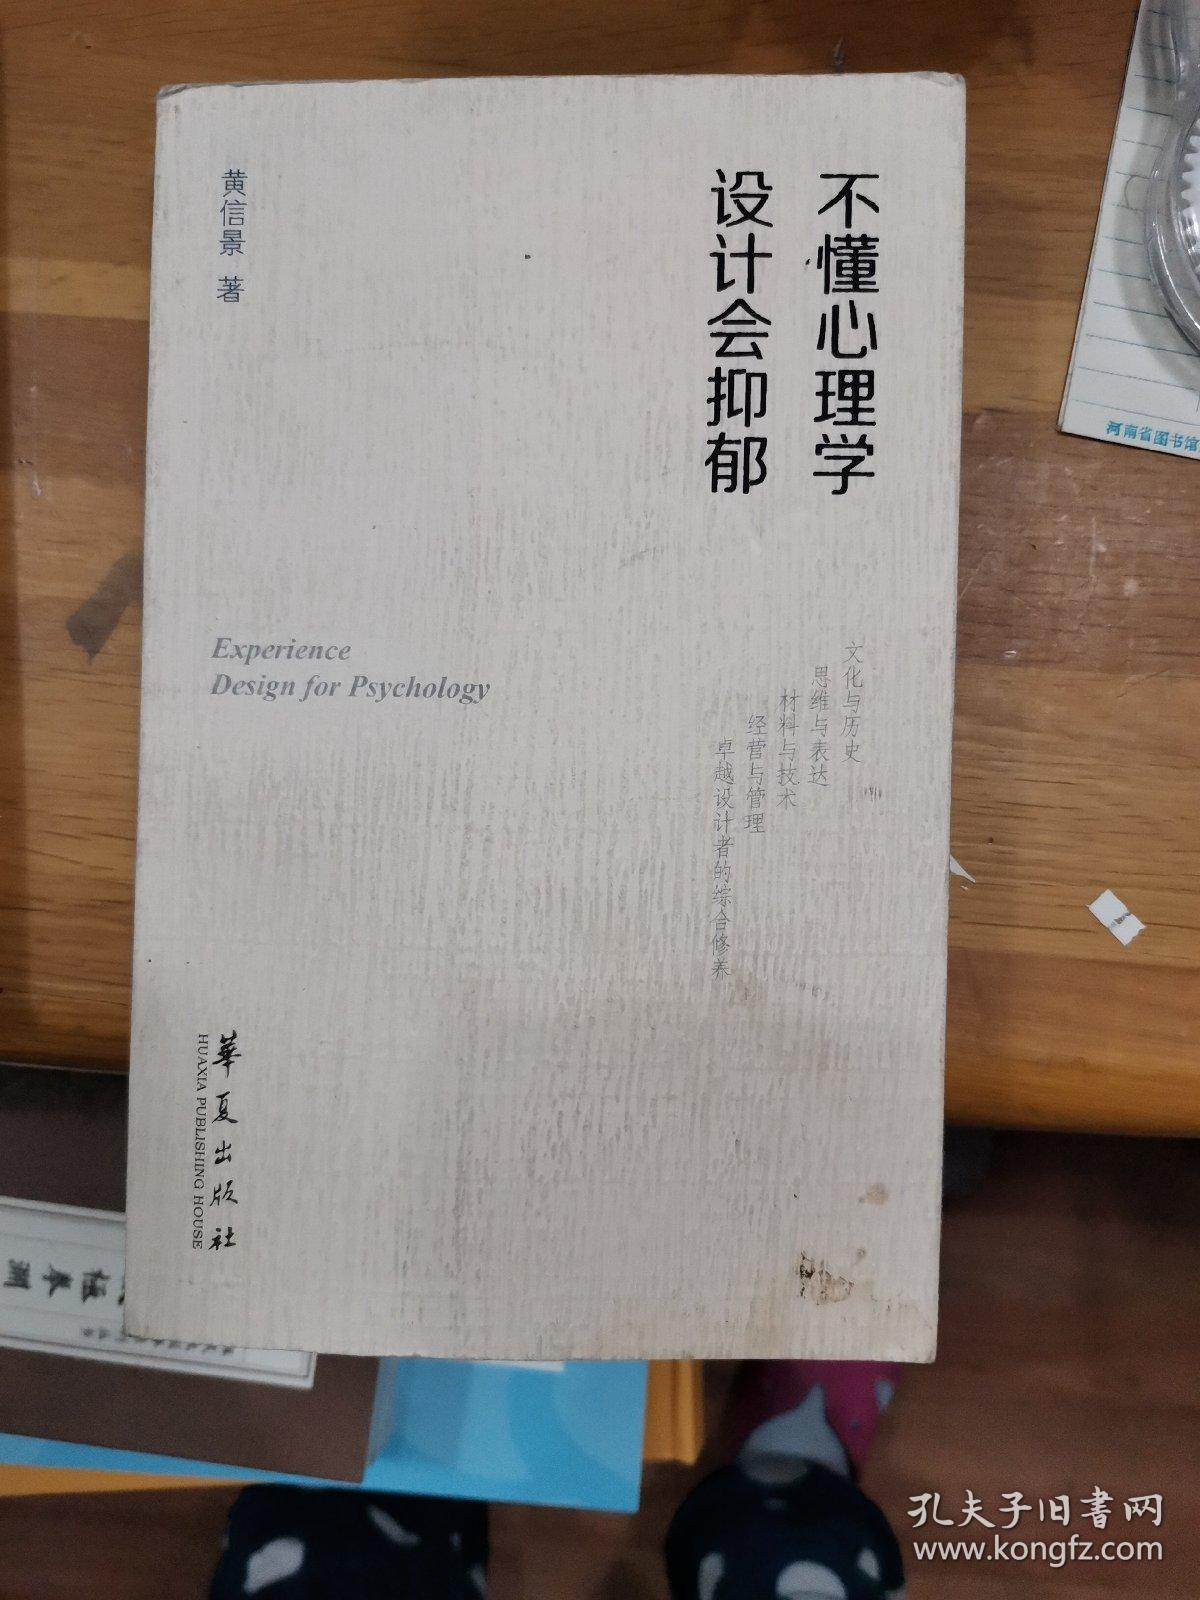 不懂心理学
设计会抑郁
黄信景 著
Experience
Design for Psychology
文化与历史
思维与表达
材料与技术
经营与管理
卓越设计者的综合修养
華夏出版社
HUAXIA PUBLISHING HOUSE
河南省图书馆
孔夫子旧書网
www.kongfz.com